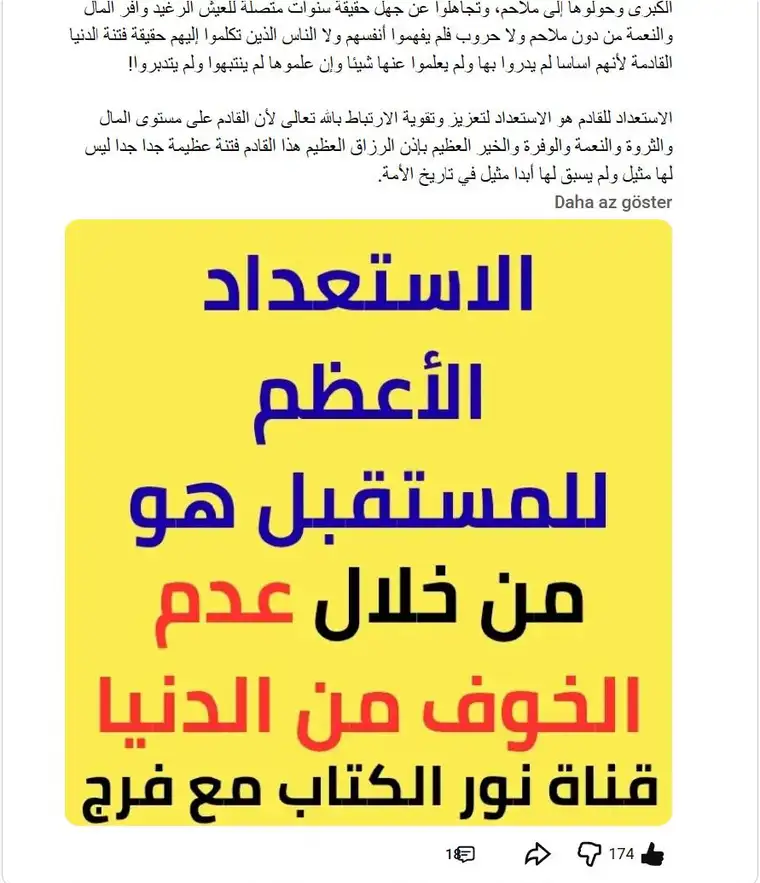 الكبرى وحولوها إلى ملاحم، وتجاهلوا عن جهل حقيقة سنوات متصلة للعيش الرغيد وافر المال
والنعمة من دون ملاحم ولا حروب فلم يفهموا أنفسهم ولا الناس الذين تكلموا إليهم حقيقة فتنة الدنيا
القادمة لأنهم اساسا لم يدروا بها ولم يعلموا عنها شيئا وإن علموها لم ينتبهوا ولم يتدبروا!
الاستعداد للقادم هو الاستعداد لتعزيز وتقوية الارتباط بالله تعالى لأن القادم على مستوى المال
والثروة والنعمة والوفرة والخير العظيم بإذن الرزاق العظيم هذا القادم فتنة عظيمة جدا جدا ليس
لها مثيل ولم يسبق لها أبدا مثيل في تاريخ الأمة.
Daha az göster
الاستعداد
الأعظم
للمستقبل هو
من خلال عدم
الخوف من الدنيا
قناة نور الكتاب مع فرج
174
18